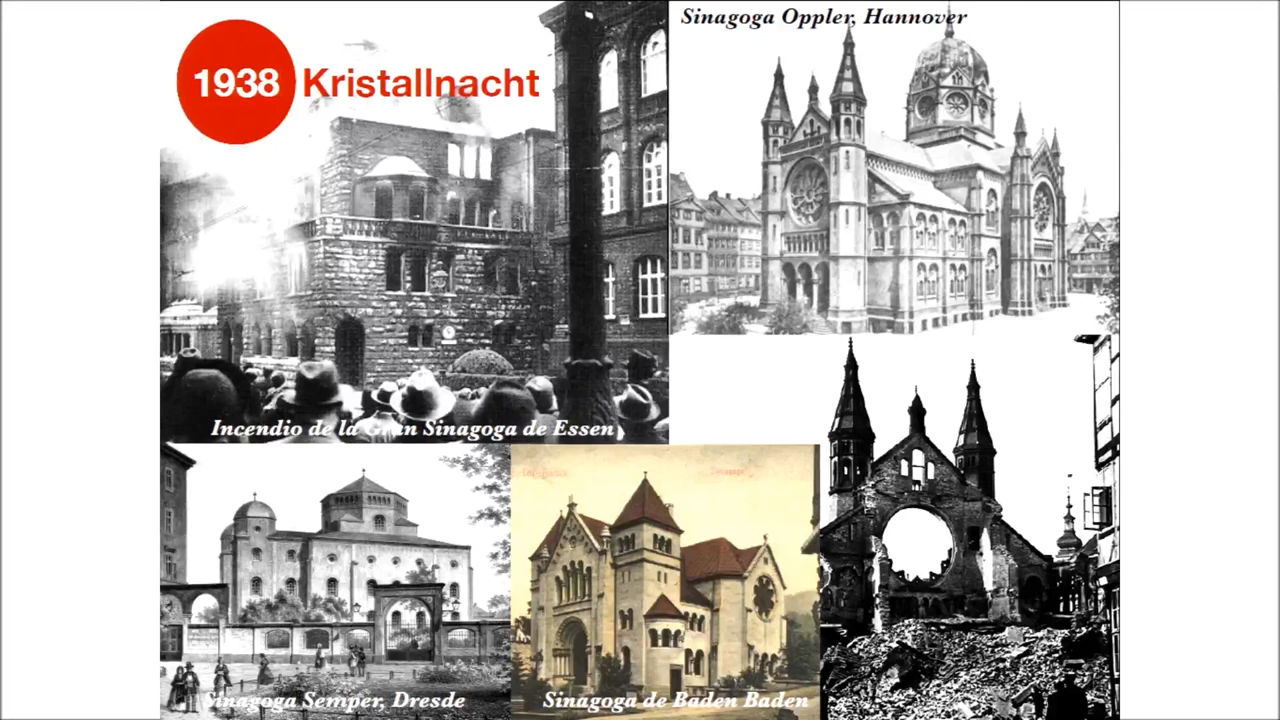 1938 Kristallnacht
Sinagoga Oppler, Hannover
Incendio de la Gran Sinagoga de Essen
Sinagoga Semper, Dresde
Sinagoga de Baden Baden